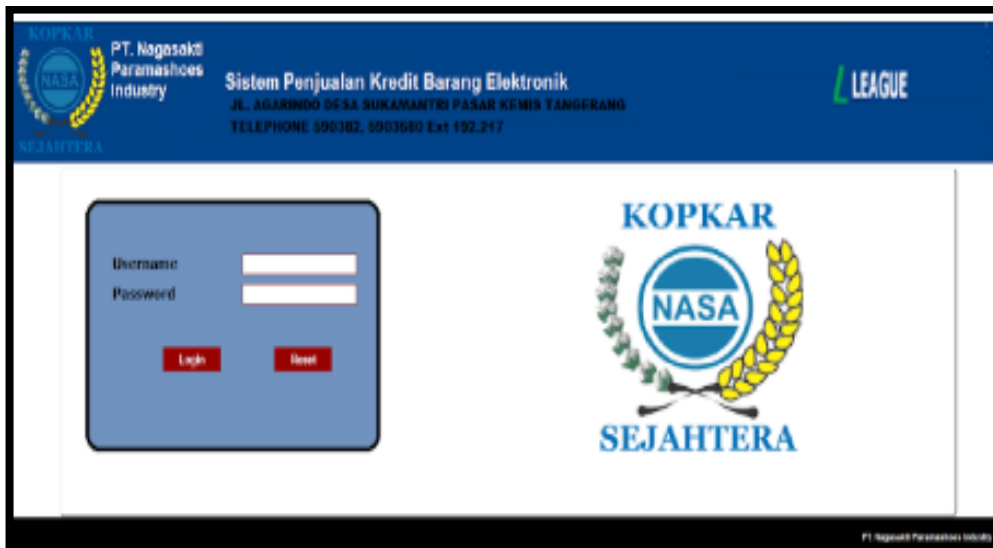 KOPKAR
NASA
SEJAHTERA
PT. Nagasakti
Paramashoes
Industry
Sistem Penjualan Kredit Barang Elektronik
JL. AGARINDO DESA SUKAMANTRI PASAR KEMIS TANGERANG
TELEPHONE 590382, 5903580 Ext 192.217
LEAGUE
Username
Password
Login
Reset
KOPKAR
NASA
SEJAHTERA
PT. Nagasakti Paramashoes Industry